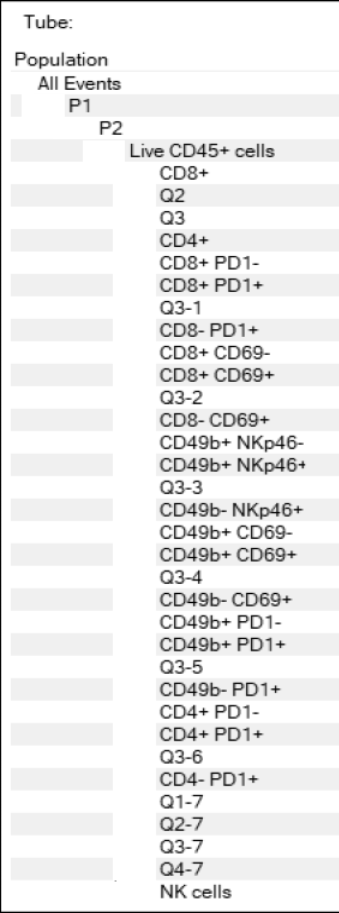 Tube:
Population
All Events
P1
P2
Live CD45+ cells
CD8+
Q2
Q3
CD4+
CD8+ PD1-
CD8+ PD1+
Q3-1
CD8- PD1+
CD8+ CD69-
CD8+ CD69+
Q3-2
CD8- CD69+
CD49b+ NKp46-
CD49b+ NKp46+
Q3-3
CD49b- NKp46+
CD49b+ CD69-
CD49b+ CD69+
Q3-4
CD49b- CD69+
CD49b+ PD1-
CD49b+ PD1+
Q3-5
CD49b- PD1+
CD4+ PD1-
CD4+ PD1+
Q3-6
CD4- PD1+
Q1-7
Q2-7
Q3-7
Q4-7
NK cells